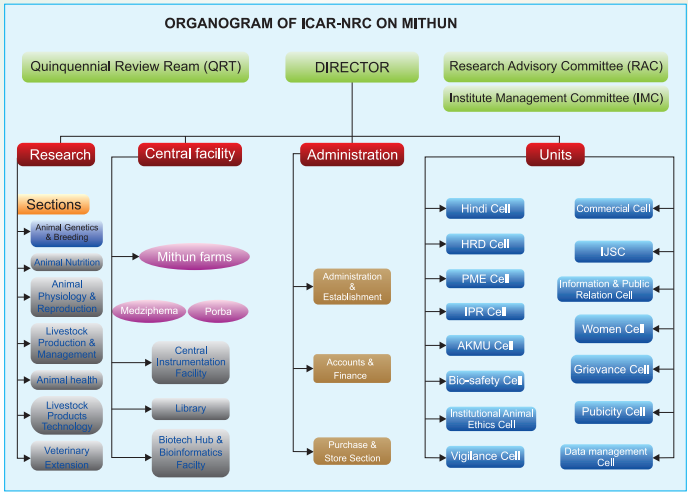 ORGANOGRAM OF ICAR-NRC ON MITHUN
Quinquennial Review Ream (QRT)
DIRECTOR
Research Advisory Committee (RAC)
Institute Management Committee (IMC)
Research
Central facility
Administration
Units
Sections
Animal Genetics
& Breeding
Animal Nutrition
Animal
Physiology &
Reproduction
Livestock
Production &
Management
Animal health
Livestock
Products
Technology
Veterinary
Extension
Mithun farms
Medziphema
Porba
Central
Instrumentation
Facility
Library
Biotech Hub &
Bioinformatics
Facilty
Administration
&
Establishment
Accounts &
Finance
Purchase &
Store Section
Hindi Cell
HRD Cell
PME Cell
IPR Cell
AKMU Cell
Bio-safety Cell
Institutional Animal
Ethics Cell
Vigilance Cell
Commercial Cell
IJSC
Information & Public
Relation Cell
Women Cell
Grievance Cell
Pubicity Cell
Data management
Cell